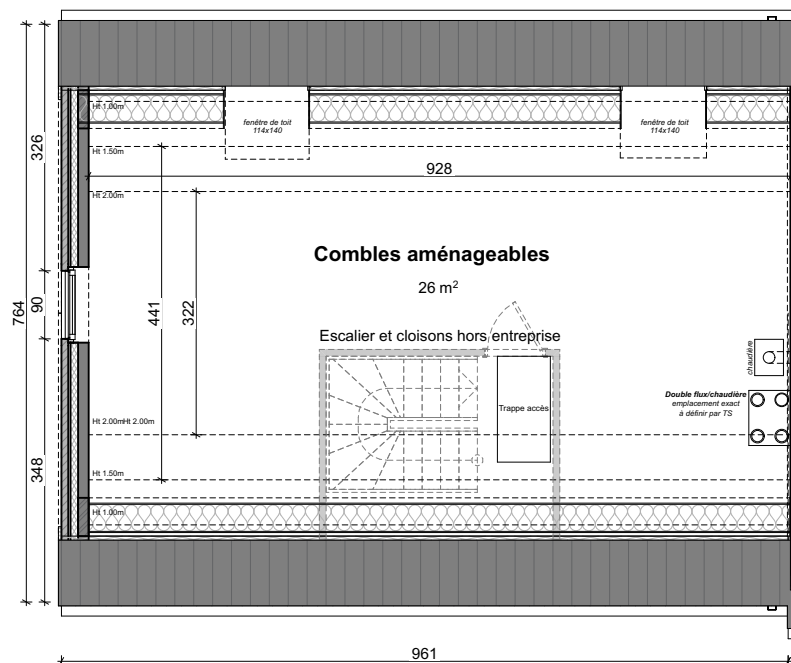 Ht 1.00m
fenêtre de toit
114x140
fenêtre de toit
114x140
Ht 1.50m
928
326
Ht 2.00m
Combles aménageables
26 m²
764
90
441
322
Escalier et cloisons hors entreprise
chaudière
Double flux/chaudière
emplacement exact
à définir par TS
Trappe accès
Ht 2.00mHt 2.00m
348
Ht 1.50m
Ht 1.00m
961